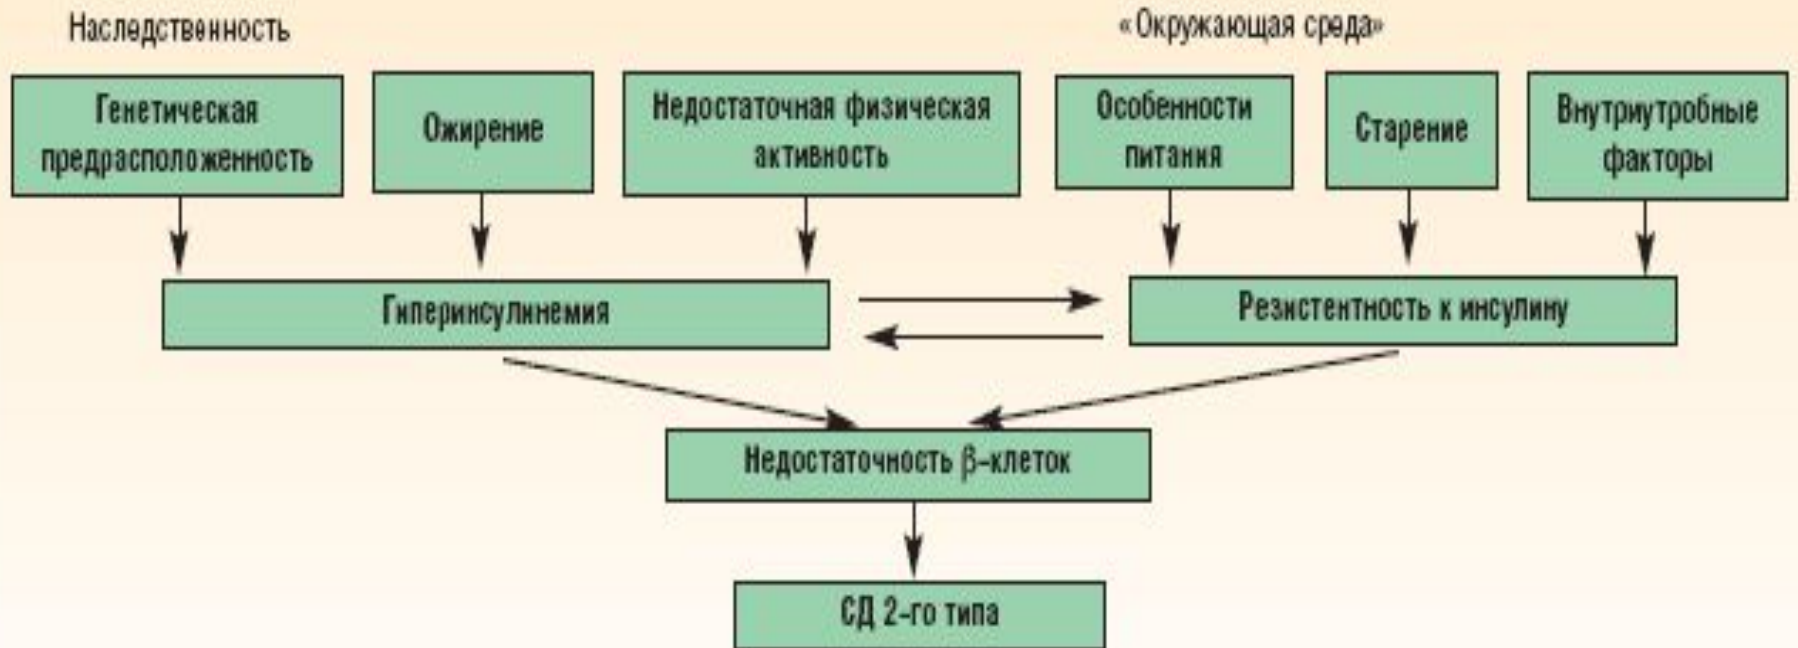 Наследственность
«Окружающая среда»
Генетическая
предрасположенность
Ожирение
Недостаточная физическая
активность
Особенности
питания
Старение
Внутриутробные
факторы
Гиперинсулинемия
Резистентность к инсулину
Недостаточность β-клеток
СД 2-го типа